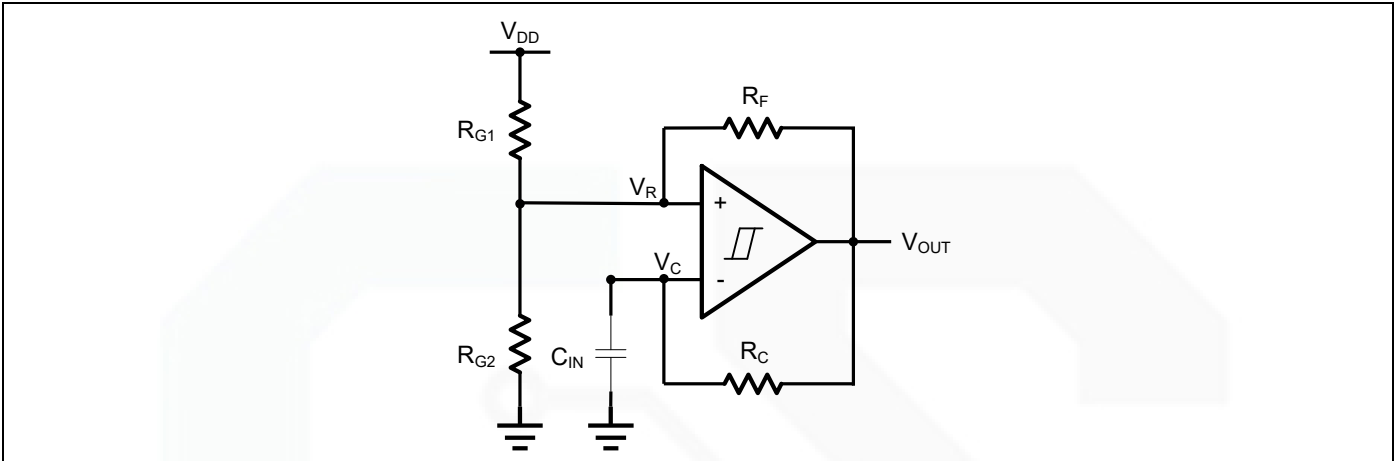 V_DD
R_F
R_G1
V_R
+
V_OUT
V_C
-
R_G2
C_IN
R_C